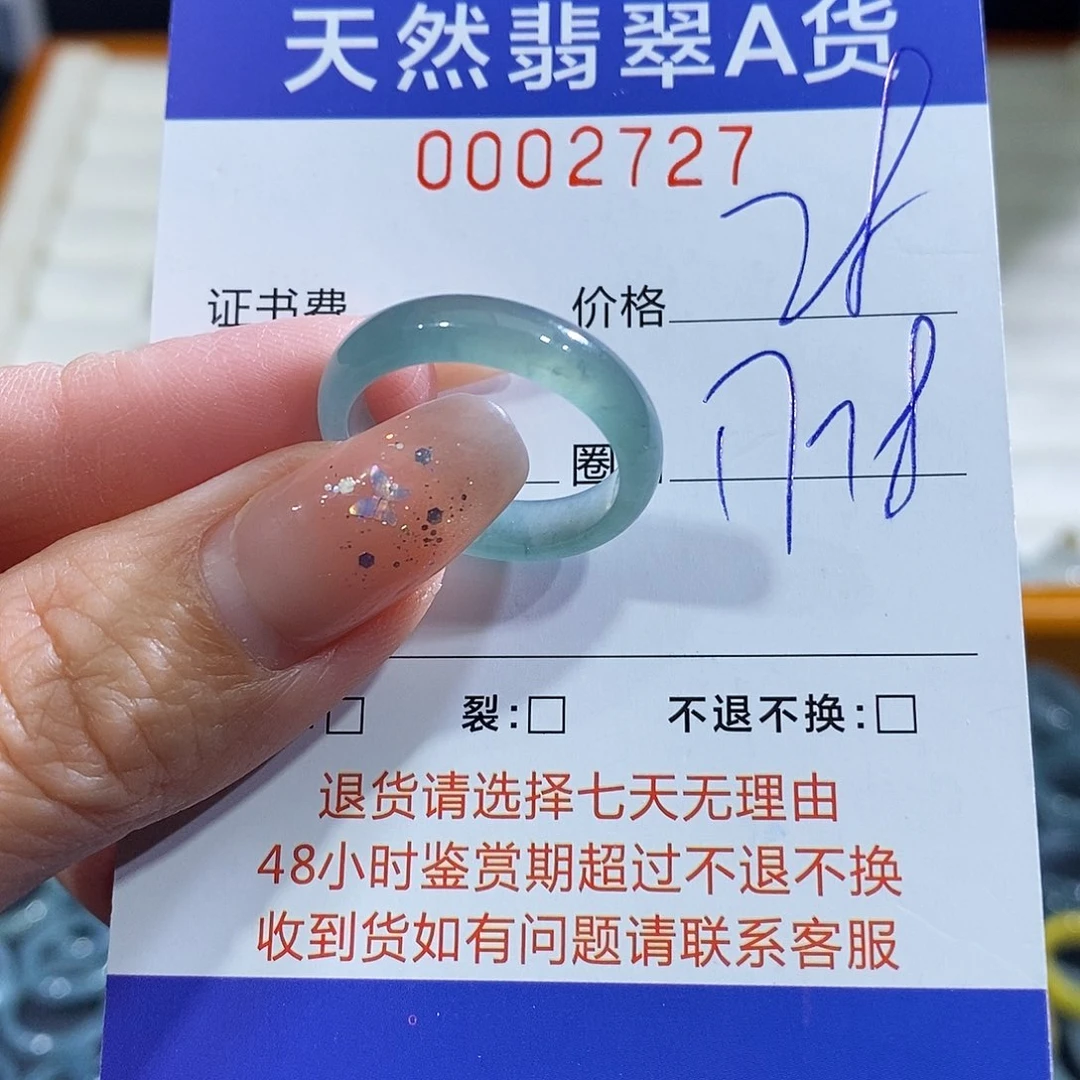 天然翡翠A货
0002727
证书费 价格 28
圈
裂:□ 不退不换:□
退货请选择七天无理由
48小时鉴赏期超过不退不换
收到货如有问题请联系客服